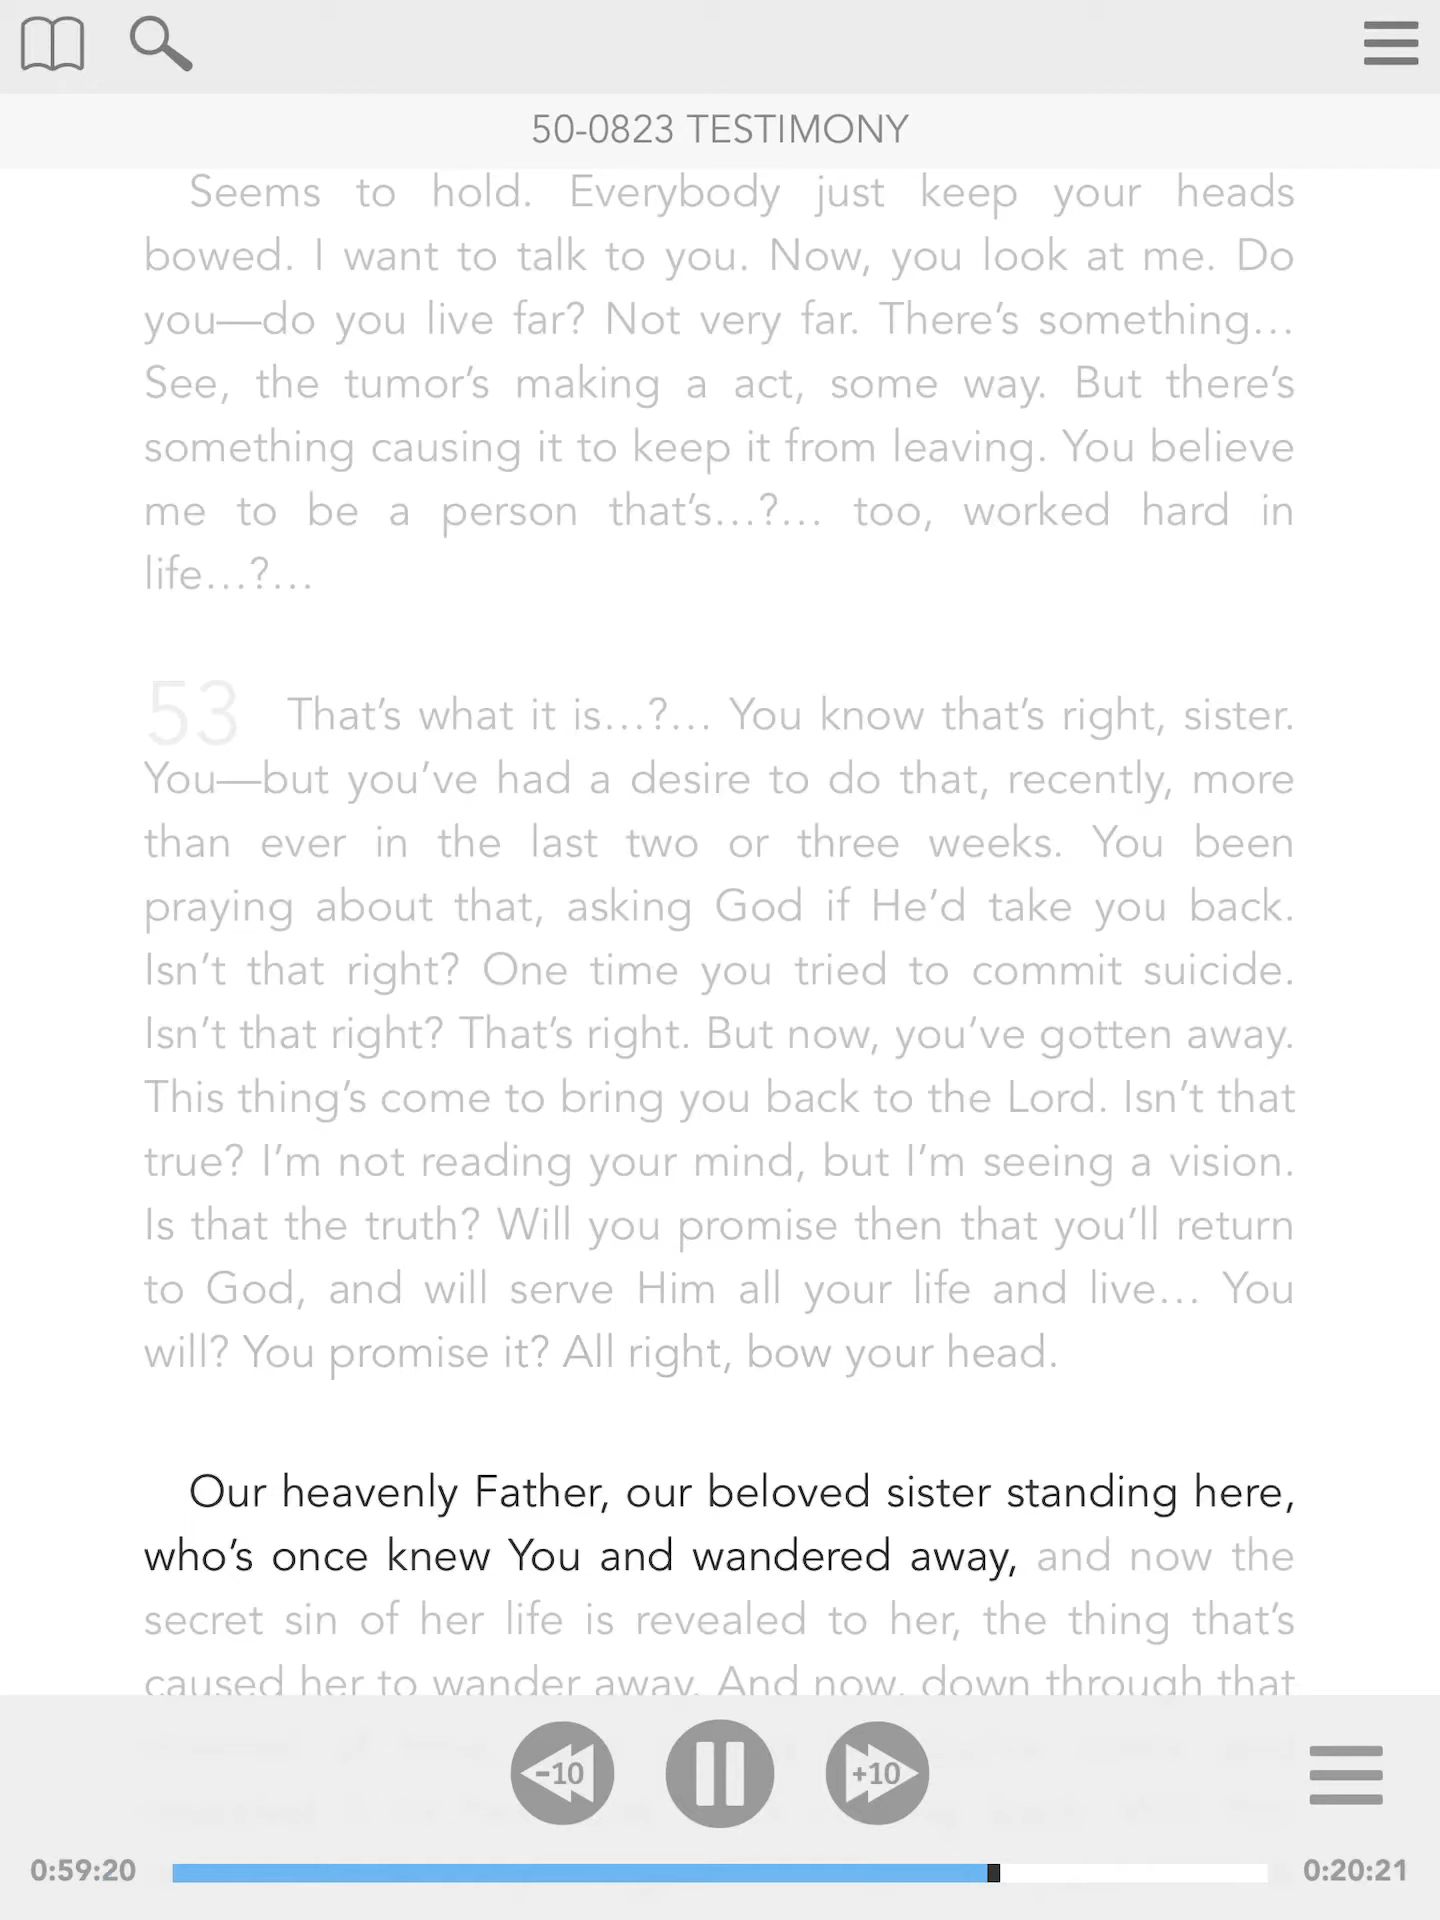 50-0823 TESTIMONY
Seems to hold. Everybody just keep your heads
bowed. I want to talk to you. Now, you look at me. Do
you—do you live far? Not very far. There’s something…
See, the tumor’s making a act, some way. But there’s
something causing it to keep it from leaving. You believe
me to be a person that’s…?… too, worked hard in
life…?…
53 That’s what it is…?… You know that’s right, sister.
You—but you’ve had a desire to do that, recently, more
than ever in the last two or three weeks. You been
praying about that, asking God if He’d take you back.
Isn’t that right? One time you tried to commit suicide.
Isn’t that right? That’s right. But now, you’ve gotten away.
This thing’s come to bring you back to the Lord. Isn’t that
true? I’m not reading your mind, but I’m seeing a vision.
Is that the truth? Will you promise then that you’ll return
to God, and will serve Him all your life and live… You
will? You promise it? All right, bow your head.
Our heavenly Father, our beloved sister standing here,
who’s once knew You and wandered away, and now the
secret sin of her life is revealed to her, the thing that’s
caused her to wander away. And now, down through that
-10 +10
0:59:20 0:20:21